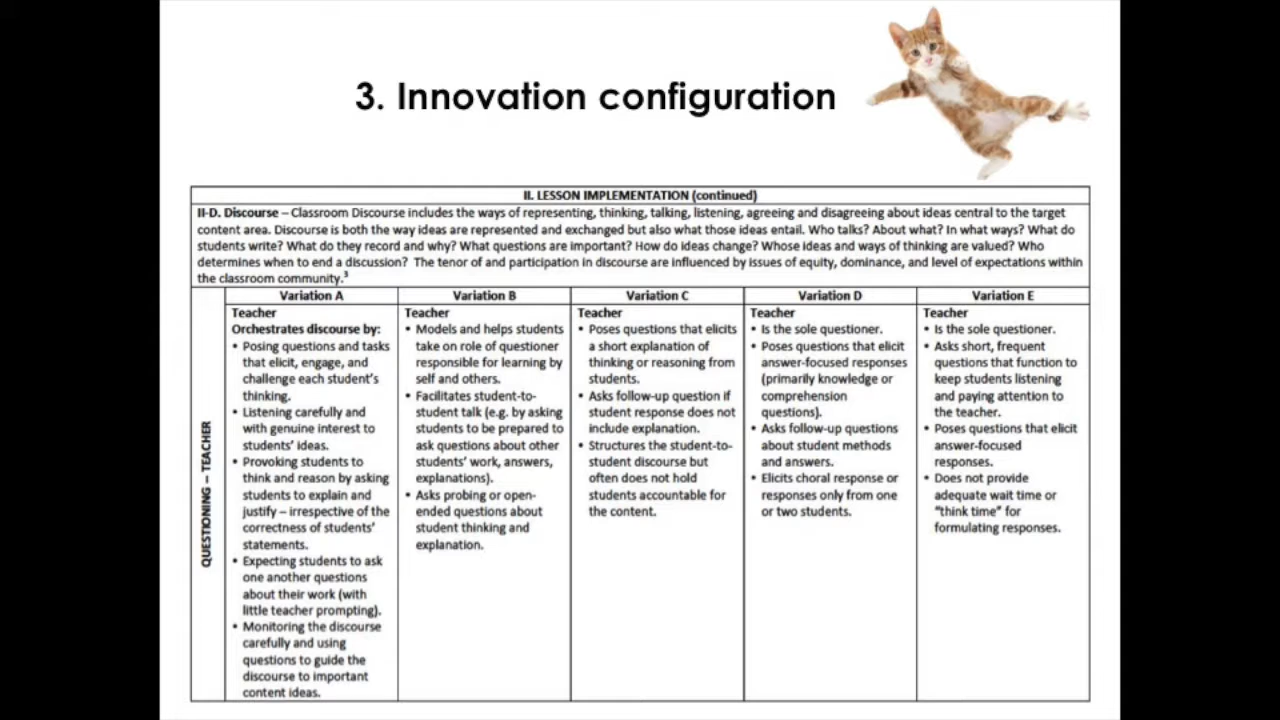 3. Innovation configuration
II. LESSON IMPLEMENTATION (continued)
II-D. Discourse – Classroom Discourse includes the ways of representing, thinking, talking, listening, agreeing and disagreeing about ideas central to the target
content area. Discourse is both the way ideas are represented and exchanged but also what those ideas entail. Who talks? About what? In what ways? What do
students write? What do they record and why? What questions are important? How do ideas change? Whose ideas and ways of thinking are valued? Who
determines when to end a discussion? The tenor of and participation in discourse are influenced by issues of equity, dominance, and level of expectations within
the classroom community.³
QUESTIONING – TEACHER
Variation A
Teacher
Orchestrates discourse by:
• Posing questions and tasks
that elicit, engage, and
challenge each student's
thinking.
• Listening carefully and
with genuine interest to
students' ideas.
• Provoking students to
think and reason by asking
students to explain and
justify – irrespective of the
correctness of students'
statements.
• Expecting students to ask
one another questions
about their work (with
little teacher prompting).
• Monitoring the discourse
carefully and using
questions to guide the
discourse to important
content ideas.
Variation B
Teacher
• Models and helps students
take on role of questioner
responsible for learning by
self and others.
• Facilitates student-to-
student talk (e.g. by asking
students to be prepared to
ask questions about other
students' work, answers,
explanations).
• Asks probing or open-
ended questions about
student thinking and
explanation.
Variation C
Teacher
• Poses questions that elicits
a short explanation of
thinking or reasoning from
students.
• Asks follow-up question if
student response does not
include explanation.
• Structures the student-to-
student discourse but
often does not hold
students accountable for
the content.
Variation D
Teacher
• Is the sole questioner.
• Poses questions that elicit
answer-focused responses
(primarily knowledge or
comprehension
questions).
• Asks follow-up questions
about student methods
and answers.
• Elicits choral response or
responses only from one
or two students.
Variation E
Teacher
• Is the sole questioner.
• Asks short, frequent
questions that function to
keep students listening
and paying attention to
the teacher.
• Poses questions that elicit
answer-focused
responses.
• Does not provide
adequate wait time or
"think time" for
formulating responses.